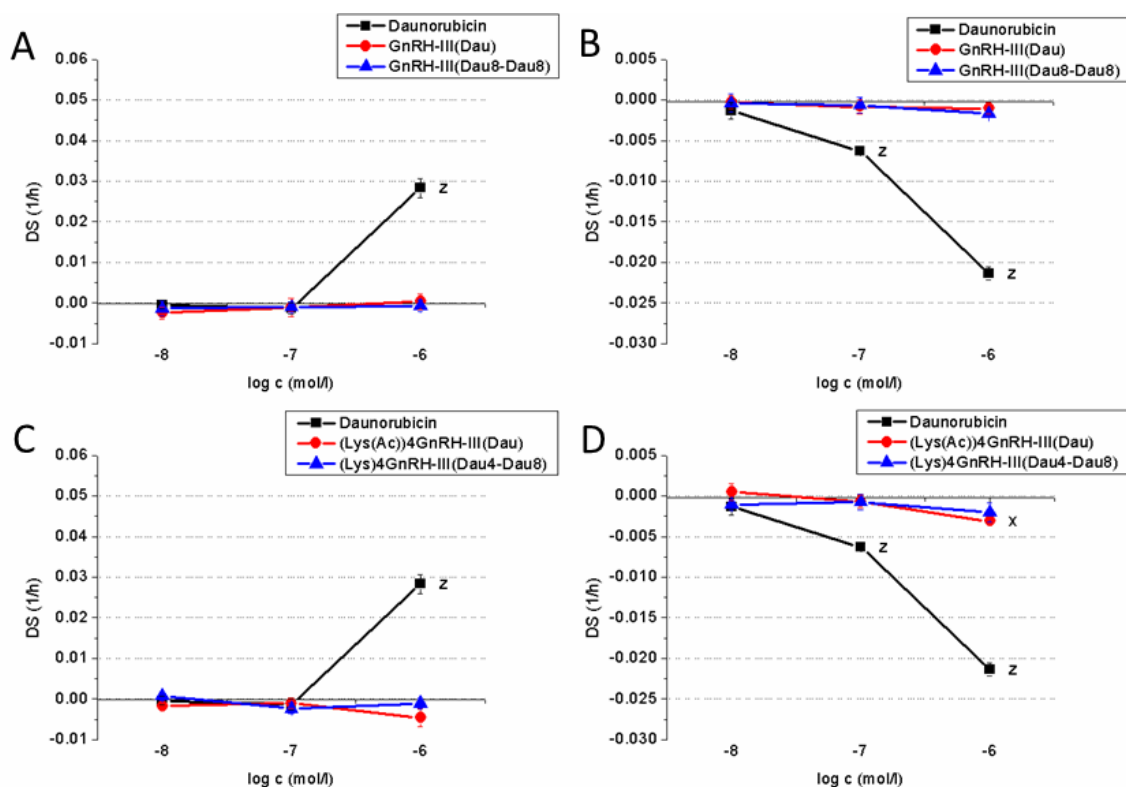 A
Daunorubicin
GnRH-III(Dau)
GnRH-III(Dau8-Dau8)
0.06
0.05
0.04
0.03
0.02
0.01
0.00
-0.01
DS (1/h)
z
-8
-7
-6
log c (mol/l)
B
Daunorubicin
GnRH-III(Dau)
GnRH-III(Dau8-Dau8)
0.005
0.000
-0.005
-0.010
-0.015
-0.020
-0.025
-0.030
DS (1/h)
z
z
-8
-7
-6
log c (mol/l)
C
Daunorubicin
(Lys(Ac))4GnRH-III(Dau)
(Lys)4GnRH-III(Dau4-Dau8)
0.06
0.05
0.04
0.03
0.02
0.01
0.00
-0.01
DS (1/h)
z
-8
-7
-6
log c (mol/l)
D
Daunorubicin
(Lys(Ac))4GnRH-III(Dau)
(Lys)4GnRH-III(Dau4-Dau8)
0.005
0.000
-0.005
-0.010
-0.015
-0.020
-0.025
-0.030
DS (1/h)
z
x
z
-8
-7
-6
log c (mol/l)